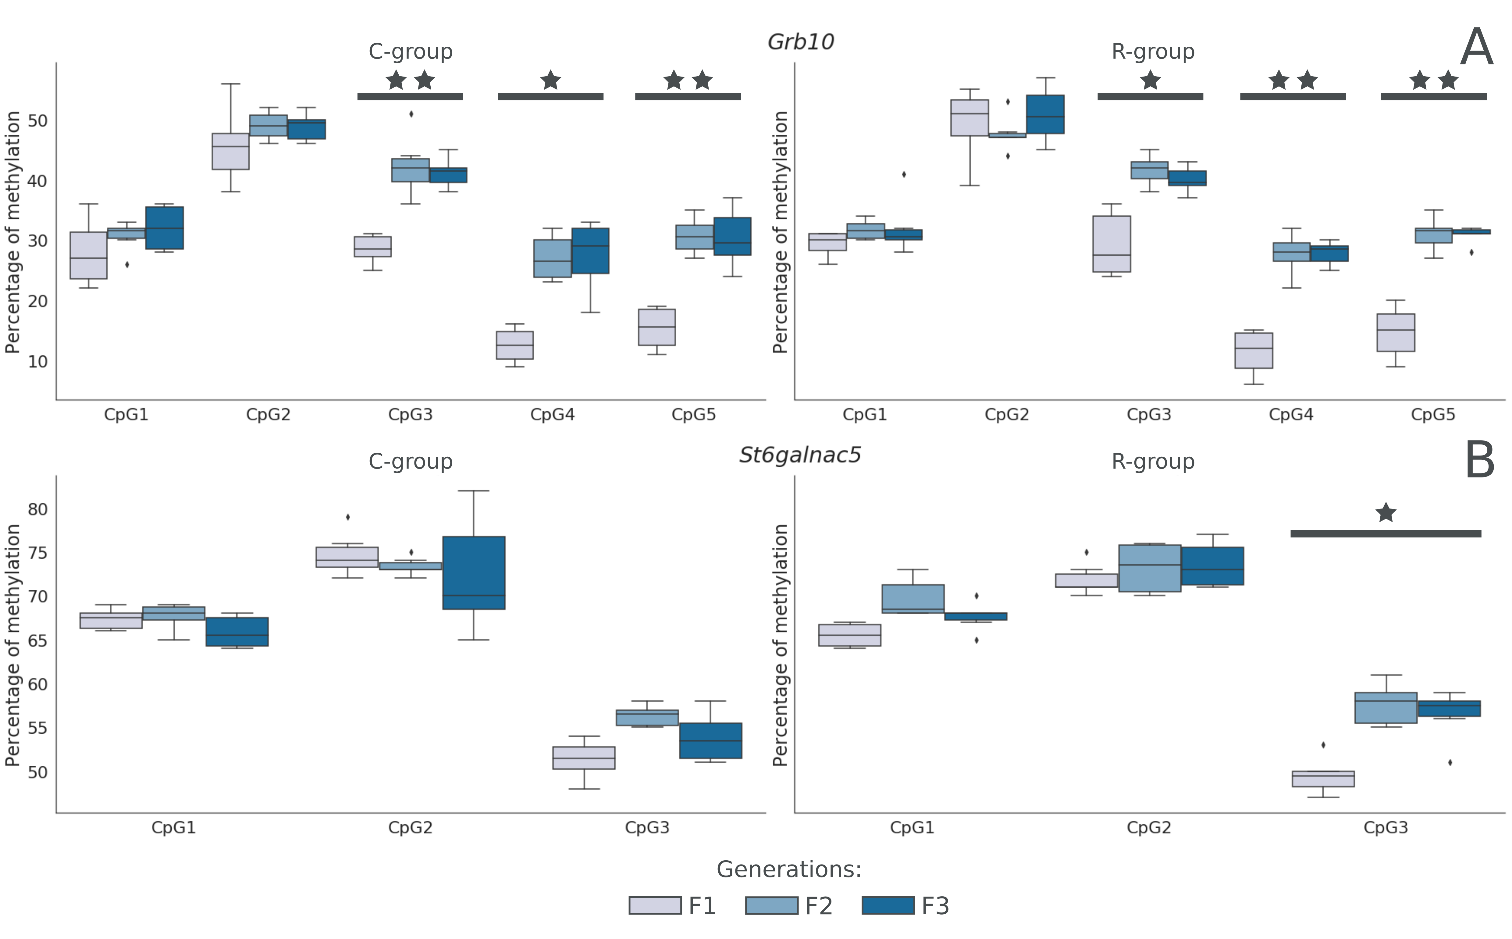 Grb10
A
C-group
R-group
Percentage of methylation
50
40
30
20
10
CpG1 CpG2 CpG3 CpG4 CpG5
Percentage of methylation
CpG1 CpG2 CpG3 CpG4 CpG5
St6galnac5
B
C-group
R-group
Percentage of methylation
80
75
70
65
60
55
50
CpG1 CpG2 CpG3
Percentage of methylation
CpG1 CpG2 CpG3
Generations:
F1 F2 F3